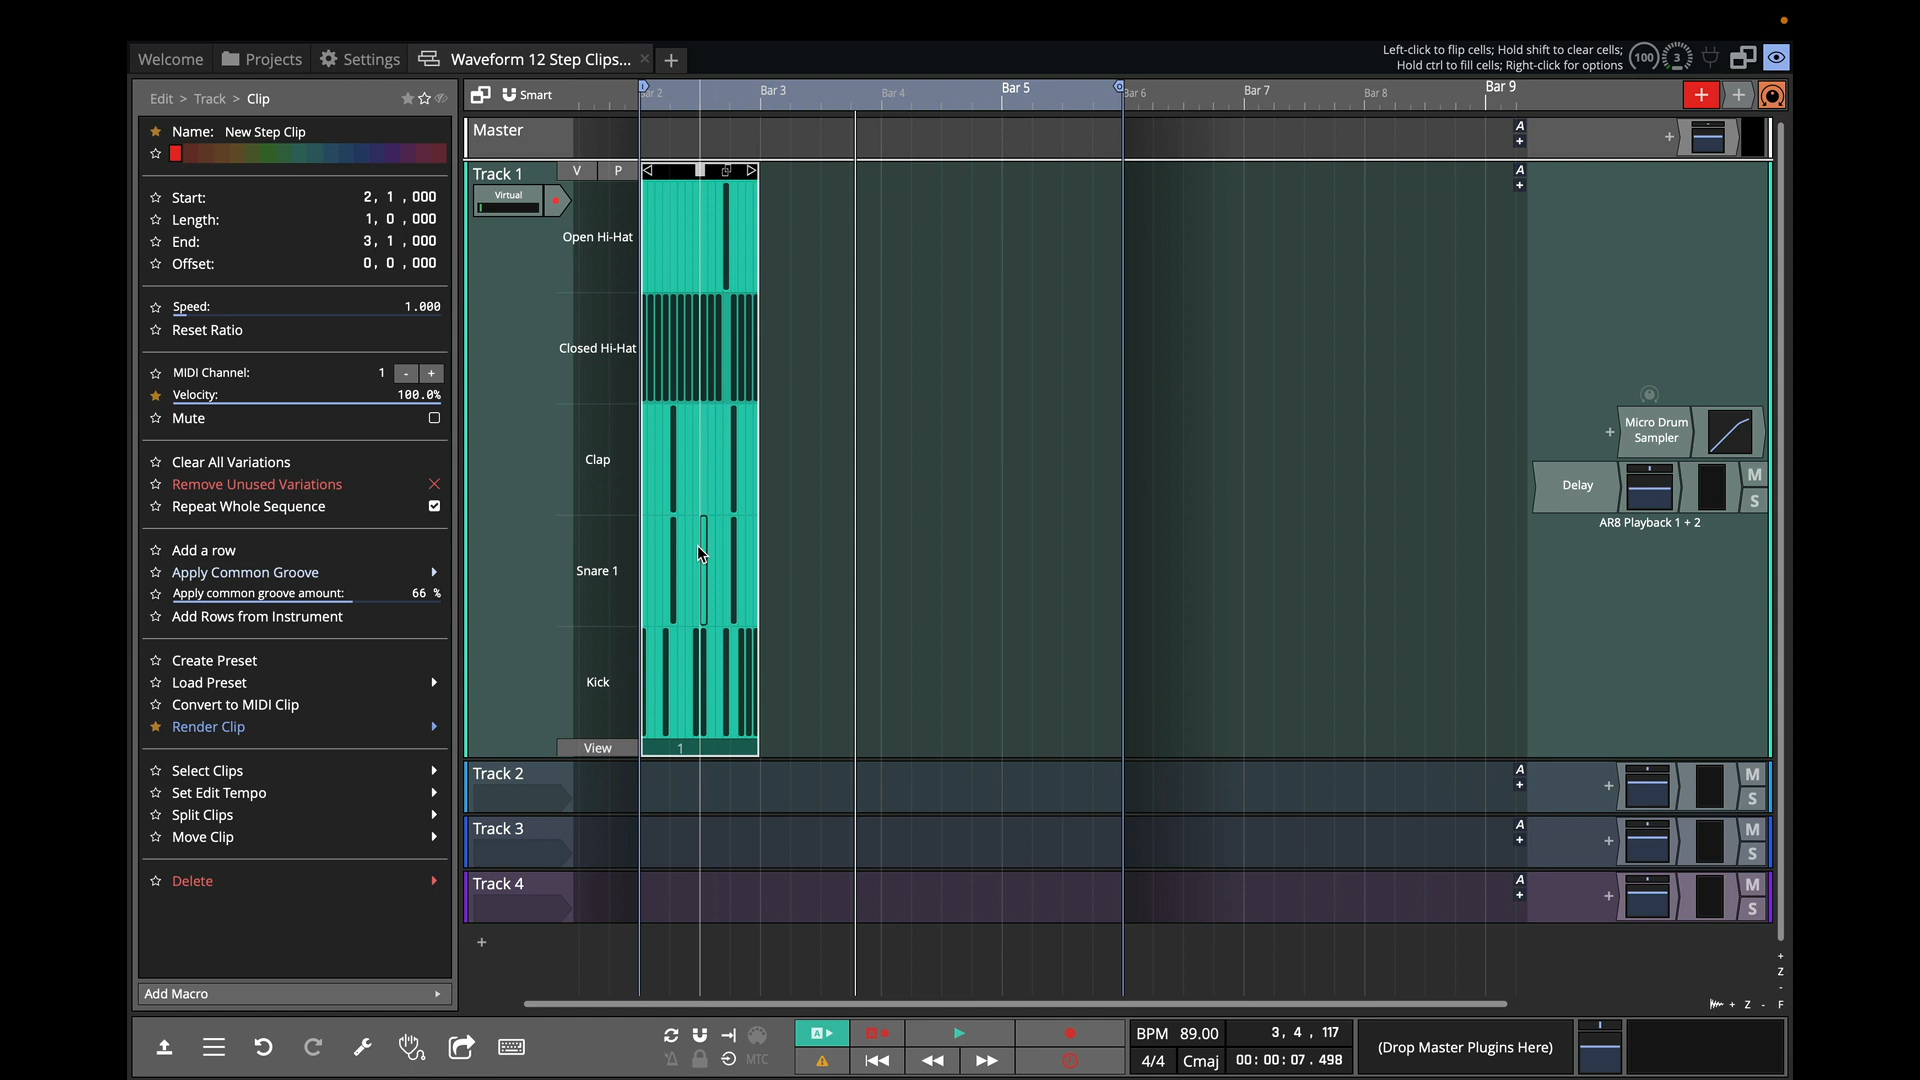 Welcome
Projects
Settings
Waveform 12 Step Clips...
Left-click to flip cells; Hold shift to clear cells;
Hold ctrl to fill cells; Right-click for options
100
3
Edit > Track > Clip
Smart
Bar 3
Bar 4
Bar 5
Bar 6
Bar 7
Bar 8
Bar 9
Name: New Step Clip
Start: 2, 1, 000
Length: 1, 0, 000
End: 3, 1, 000
Offset: 0, 0, 000
Speed: 1.000
Reset Ratio
MIDI Channel: 1 - +
Velocity: 100.0%
Mute
Clear All Variations
Remove Unused Variations
Repeat Whole Sequence
Add a row
Apply Common Groove
Apply common groove amount: 66 %
Add Rows from Instrument
Create Preset
Load Preset
Convert to MIDI Clip
Render Clip
Select Clips
Set Edit Tempo
Split Clips
Move Clip
Delete
Add Macro
Master
A
+
Track 1
V P
Virtual
A
+
Open Hi-Hat
Closed Hi-Hat
Clap
Snare 1
Kick
View
1
Micro Drum
Sampler
Delay
M
S
AR8 Playback 1 + 2
Track 2
A
+
M
S
Track 3
A
+
M
S
Track 4
A
+
M
S
+
+
Z
-
+ Z - F
MTC
A
A
BPM 89.00
3, 4, 117
4/4 Cmaj
00:00:07.498
(Drop Master Plugins Here)